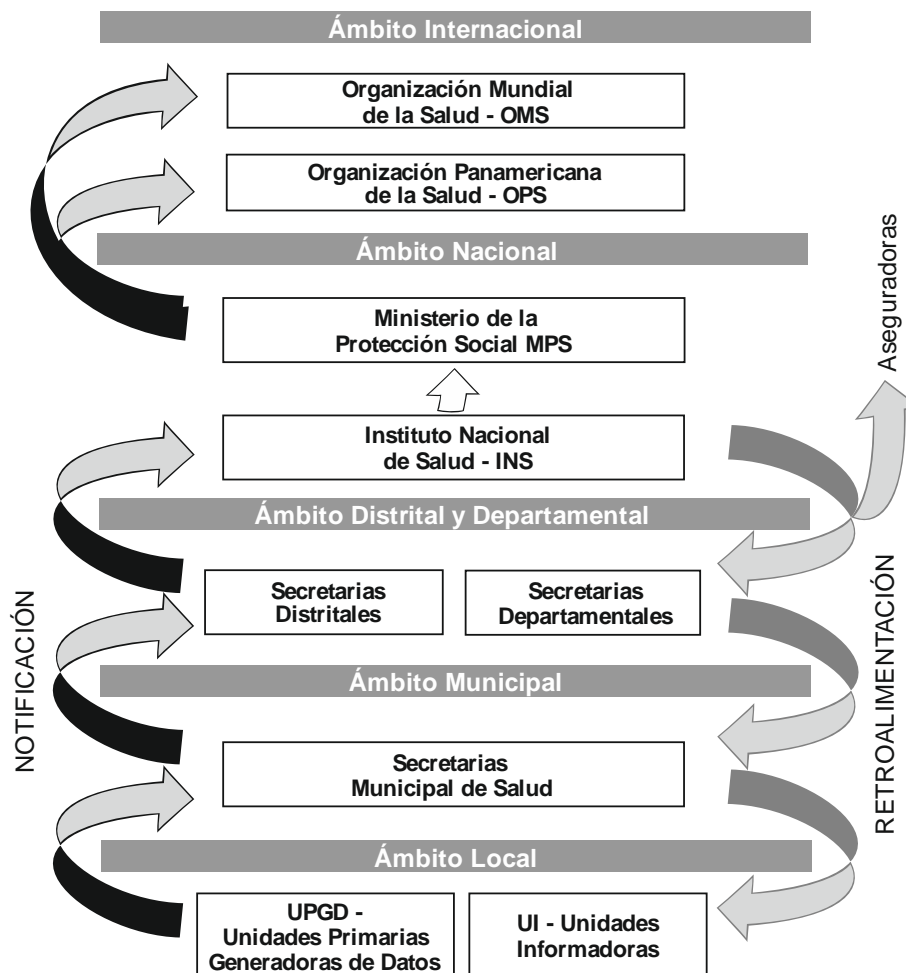 Ámbito Internacional
Organización Mundial
de la Salud - OMS
Organización Panamericana
de la Salud - OPS
Ámbito Nacional
Ministerio de la
Protección Social MPS
Aseguradoras
Instituto Nacional
de Salud - INS
Ámbito Distrital y Departamental
Secretarias
Distritales
Secretarias
Departamentales
NOTIFICACIÓN
RETROALIMENTACIÓN
Ámbito Municipal
Secretarias
Municipal de Salud
Ámbito Local
UPGD -
Unidades Primarias
Generadoras de Datos
UI - Unidades
Informadoras